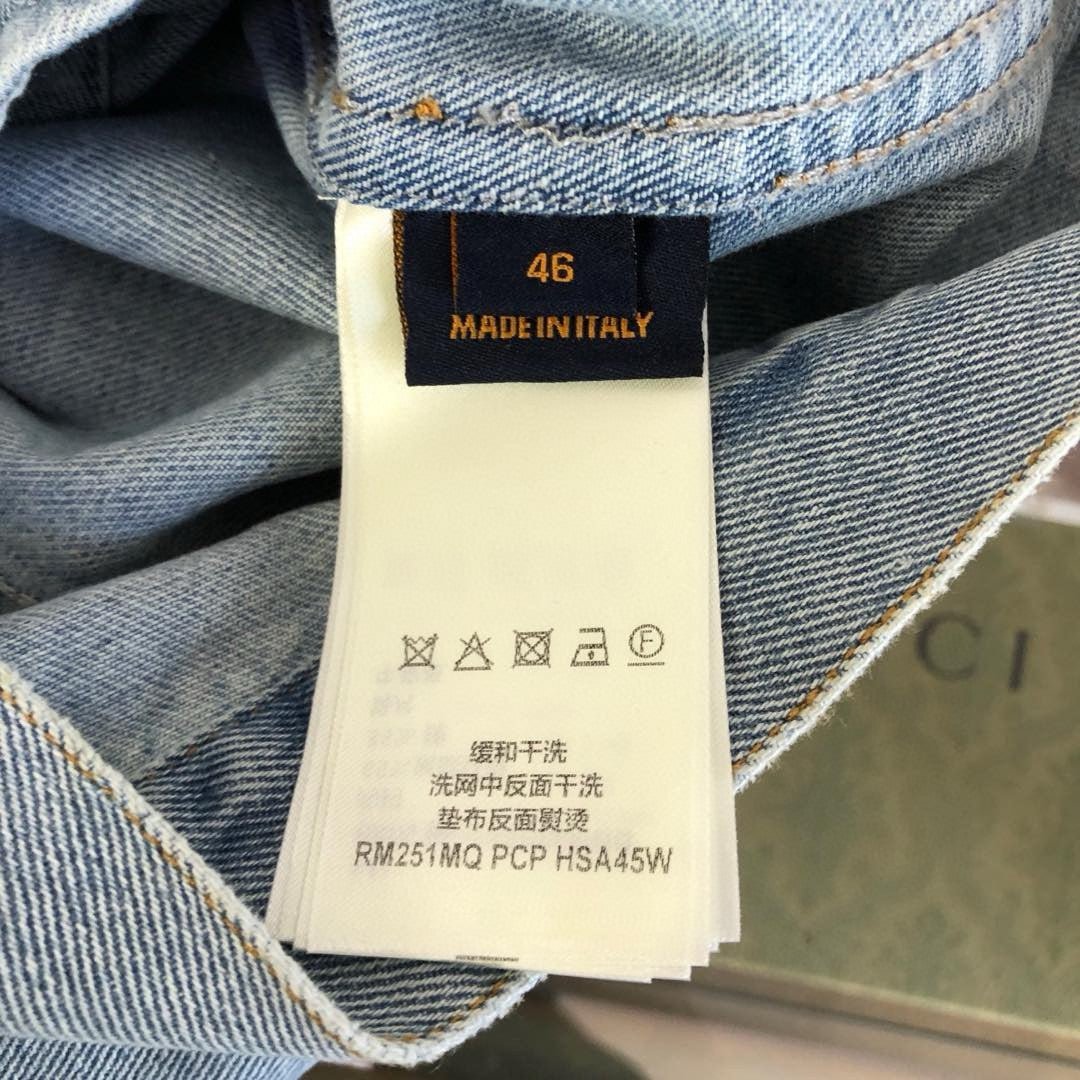 46
MADE IN ITALY
F
缓和干洗
洗网中反面干洗
垫布反面熨烫
RM251MQ PCP HSA45W
CI